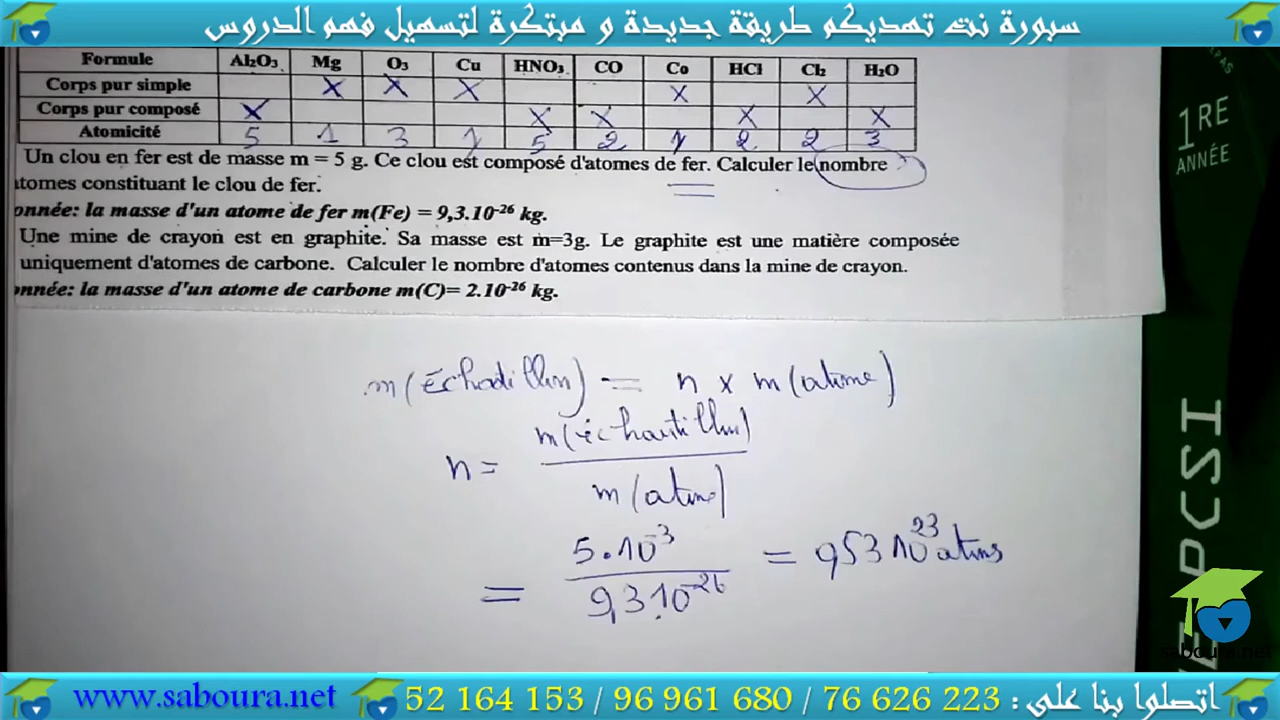 سبورة نت تهديكم طريقة جديدة و مبتكرة لتسهيل فهم الدروس
Formule Al₂O₃ Mg O₃ Cu HNO₃ CO Co HCl Cl₂ H₂O
Corps pur simple X X X X X
Corps pur composé X X X X X
Atomicité 5 1 3 1 5 2 1 2 2 3
Un clou en fer est de masse m = 5 g. Ce clou est composé d'atomes de fer. Calculer le nombre
tomes constituant le clou de fer.
onnée: la masse d'un atome de fer m(Fe) = 9,3.10⁻²⁶ kg.
Une mine de crayon est en graphite. Sa masse est m=3g. Le graphite est une matière composée
uniquement d'atomes de carbone. Calculer le nombre d'atomes contenus dans la mine de crayon.
onnée: la masse d'un atome de carbone m(C)= 2.10⁻²⁶ kg.
m(échatillon) = n x m(atome)
n = m(échantillon)
m(atome)
= 5.10⁻³ = 0,53 10²³ atoms
9,3.10⁻²⁶
1RE
ANNÉE
saboura.net
www.saboura.net 52 164 153 / 96 961 680 / 76 626 223 : اتصلوا بنا على